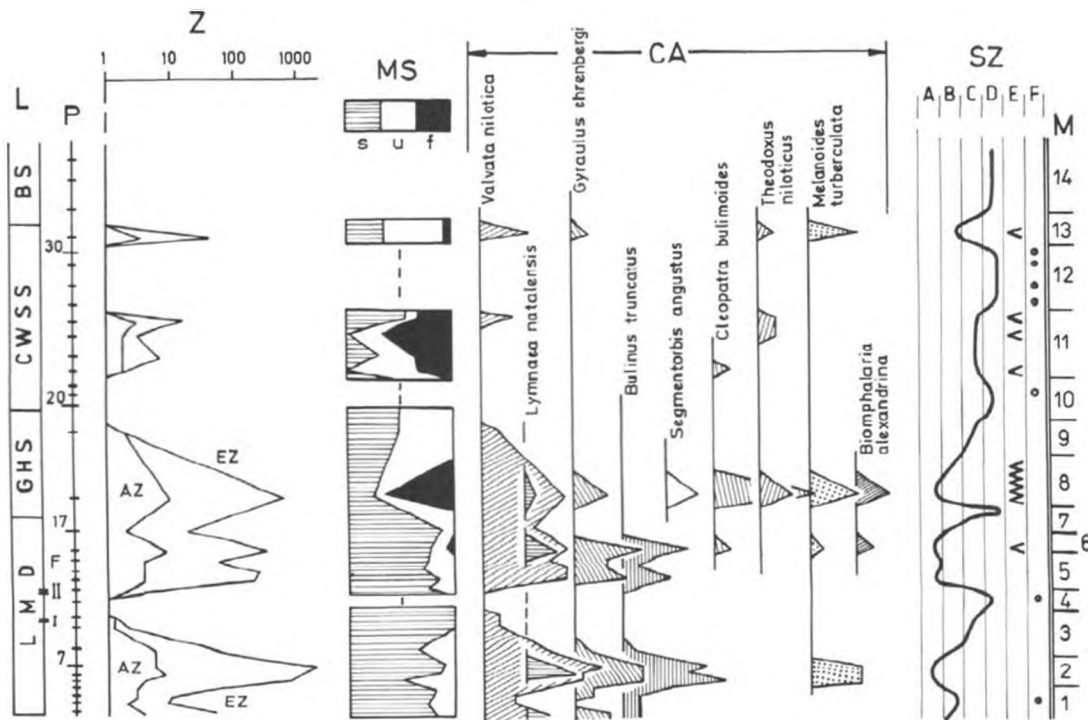 Z
1 10 100 1000
L
P
MS
s u f
CA
SZ
A B C D E F
M
Valvata nilotica
Lymnaea natalensis
Gyraulus ehrenbergi
Bulinus truncatus
Segmentorbis angustus
Cleopatra bulimoides
Theodoxus
niloticus
Melanoides
turberculata
Biomphalaria
alexandrina
BS
CWSS
GHS
LMD
30
20
17
F
II
I
7
EZ
AZ
AZ
EZ
14
13
12
11
10
9
8
7
6
5
4
3
2
1